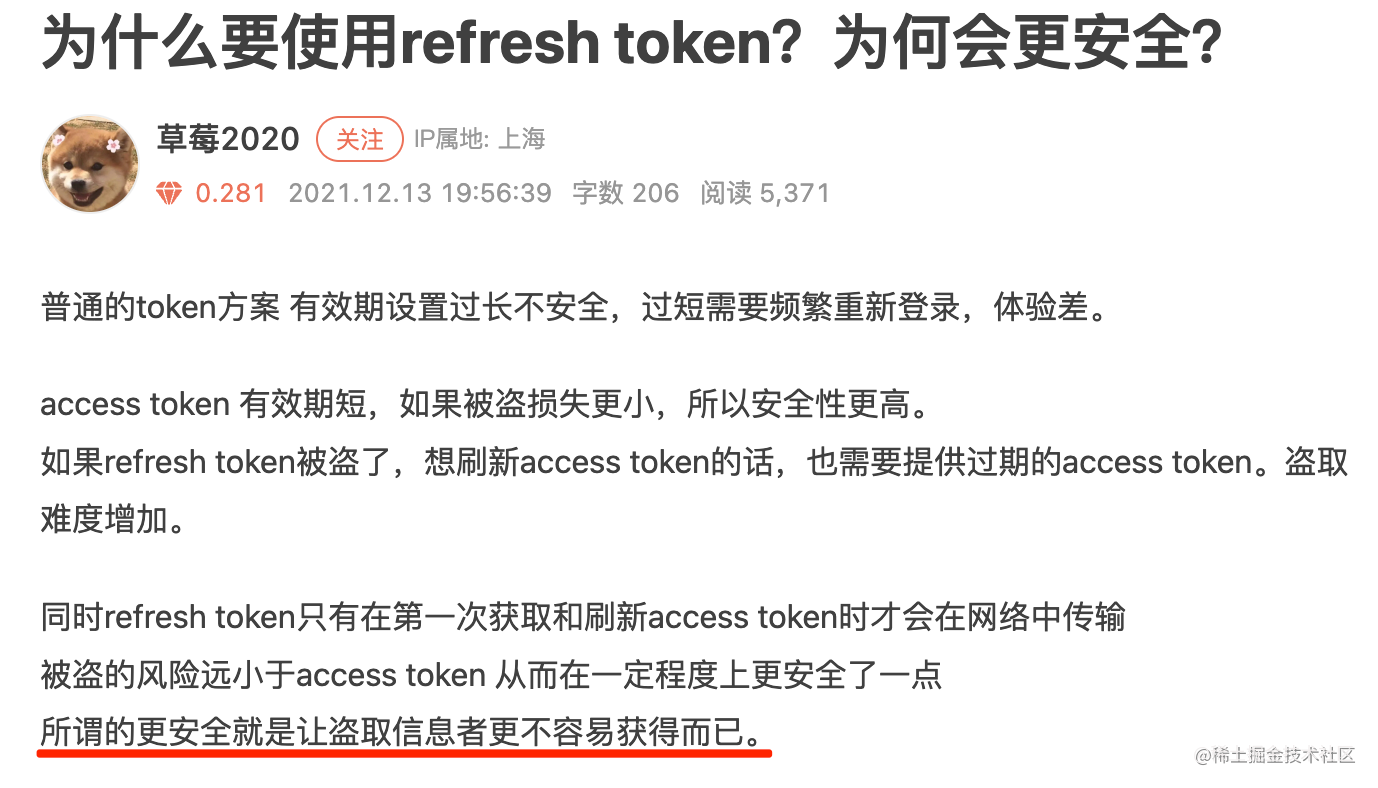 为什么要使用refresh token？为何会更安全？
草莓2020 关注 IP属地: 上海
0.281 2021.12.13 19:56:39 字数 206 阅读 5,371
普通的token方案 有效期设置过长不安全，过短需要频繁重新登录，体验差。
access token 有效期短，如果被盗损失更小，所以安全性更高。
如果refresh token被盗了，想刷新access token的话，也需要提供过期的access token。盗取
难度增加。
同时refresh token只有在第一次获取和刷新access token时才会在网络中传输
被盗的风险远小于access token 从而在一定程度上更安全了一点
所谓的更安全就是让盗取信息者更不容易获得而已。
@稀土掘金技术社区